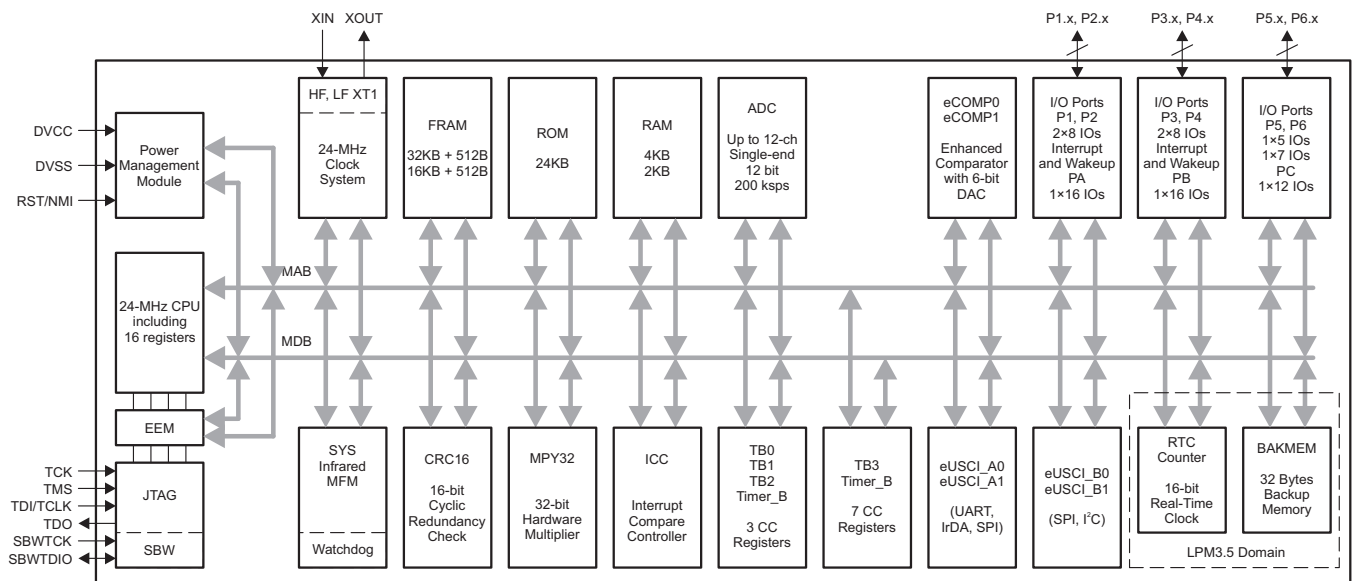 XIN XOUT
P1.x, P2.x
P3.x, P4.x
P5.x, P6.x
DVCC
DVSS
RST/NMI
Power
Management
Module
HF, LF XT1
24-MHz
Clock
System
FRAM
32KB + 512B
16KB + 512B
ROM
24KB
RAM
4KB
2KB
ADC
Up to 12-ch
Single-end
12 bit
200 ksps
eCOMP0
eCOMP1
Enhanced
Comparator
with 6-bit
DAC
I/O Ports
P1, P2
2×8 IOs
Interrupt
and Wakeup
PA
1×16 IOs
I/O Ports
P3, P4
2×8 IOs
Interrupt
and Wakeup
PB
1×16 IOs
I/O Ports
P5, P6
1×5 IOs
1×7 IOs
PC
1×12 IOs
MAB
24-MHz CPU
including
16 registers
MDB
EEM
TCK
TMS
TDI/TCLK
TDO
SBWTCK
SBWTDIO
JTAG
SBW
SYS
Infrared
MFM
Watchdog
CRC16
16-bit
Cyclic
Redundancy
Check
MPY32
32-bit
Hardware
Multiplier
ICC
Interrupt
Compare
Controller
TB0
TB1
TB2
Timer_B
3 CC
Registers
TB3
Timer_B
7 CC
Registers
eUSCI_A0
eUSCI_A1
(UART,
IrDA, SPI)
eUSCI_B0
eUSCI_B1
(SPI, I²C)
RTC
Counter
16-bit
Real-Time
Clock
BAKMEM
32 Bytes
Backup
Memory
LPM3.5 Domain